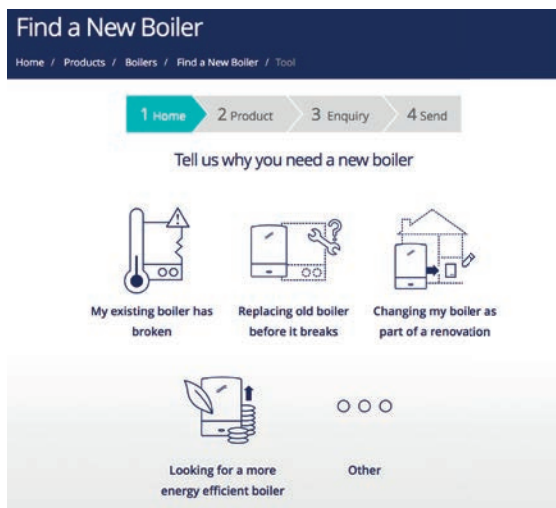 Find a New Boiler
Home / Products / Boilers / Find a New Boiler / Tool
1 Home 2 Product 3 Enquiry 4 Send
Tell us why you need a new boiler
My existing boiler has
broken
Replacing old boiler
before it breaks
Changing my boiler as
part of a renovation
Looking for a more
energy efficient boiler
Other